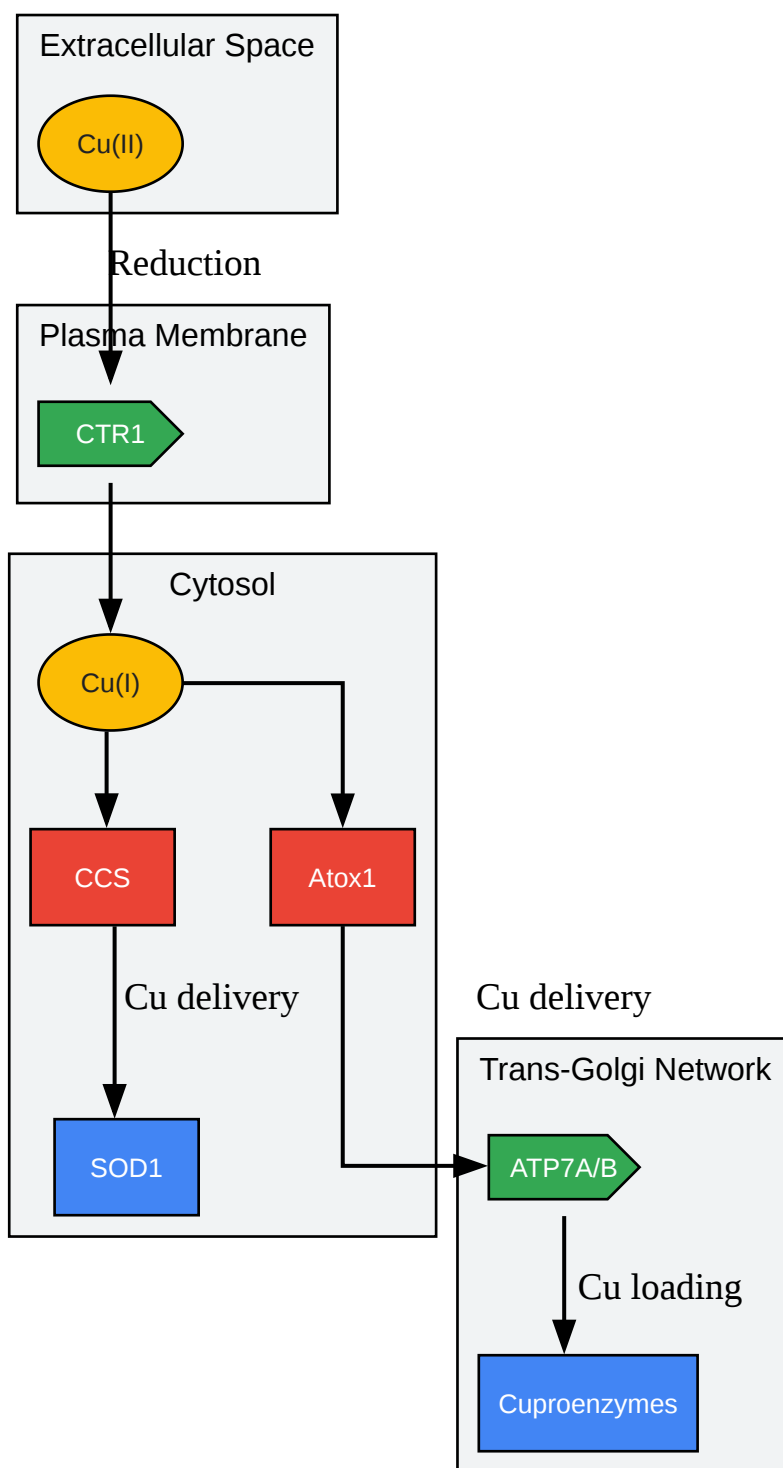 Extracellular Space
Cu(II)
Reduction
Plasma Membrane
CTR1
Cytosol
Cu(I)
CCS
Atox1
Cu delivery
Cu delivery
Trans-Golgi Network
SOD1
ATP7A/B
Cu loading
Cuproenzymes